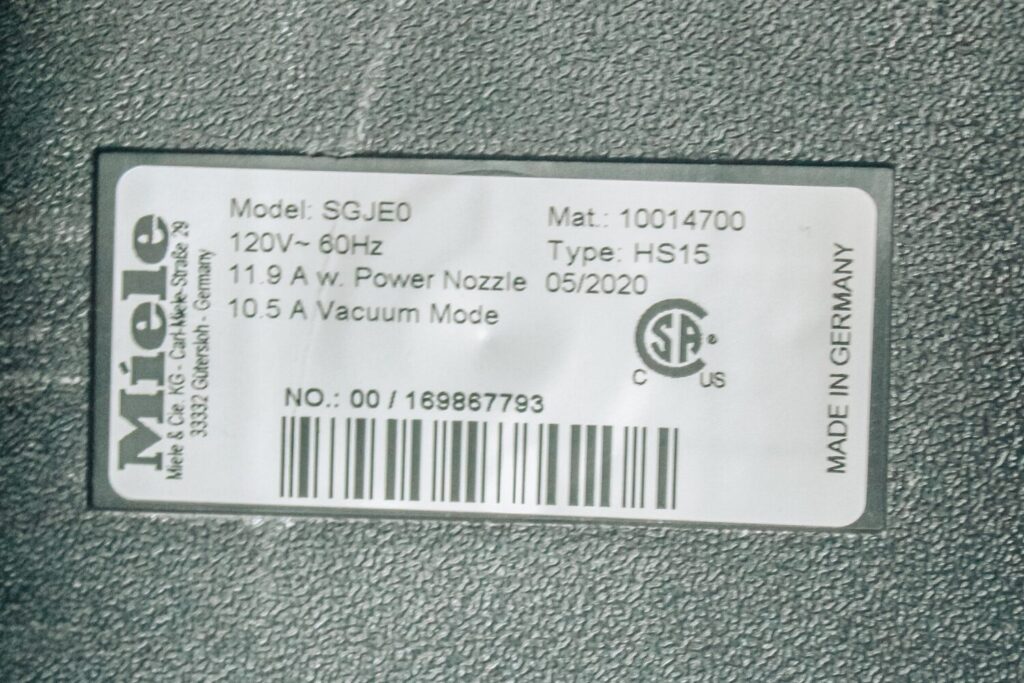 Miele
Miele & Cie. KG - Carl-Miele-Straße 29
33332 Gütersloh - Germany
Model: SGJE0
120V~ 60Hz
11.9 A w. Power Nozzle
10.5 A Vacuum Mode
Mat.: 10014700
Type: HS15
05/2020
SA ®
C US
NO.: 00 / 169867793
MADE IN GERMANY